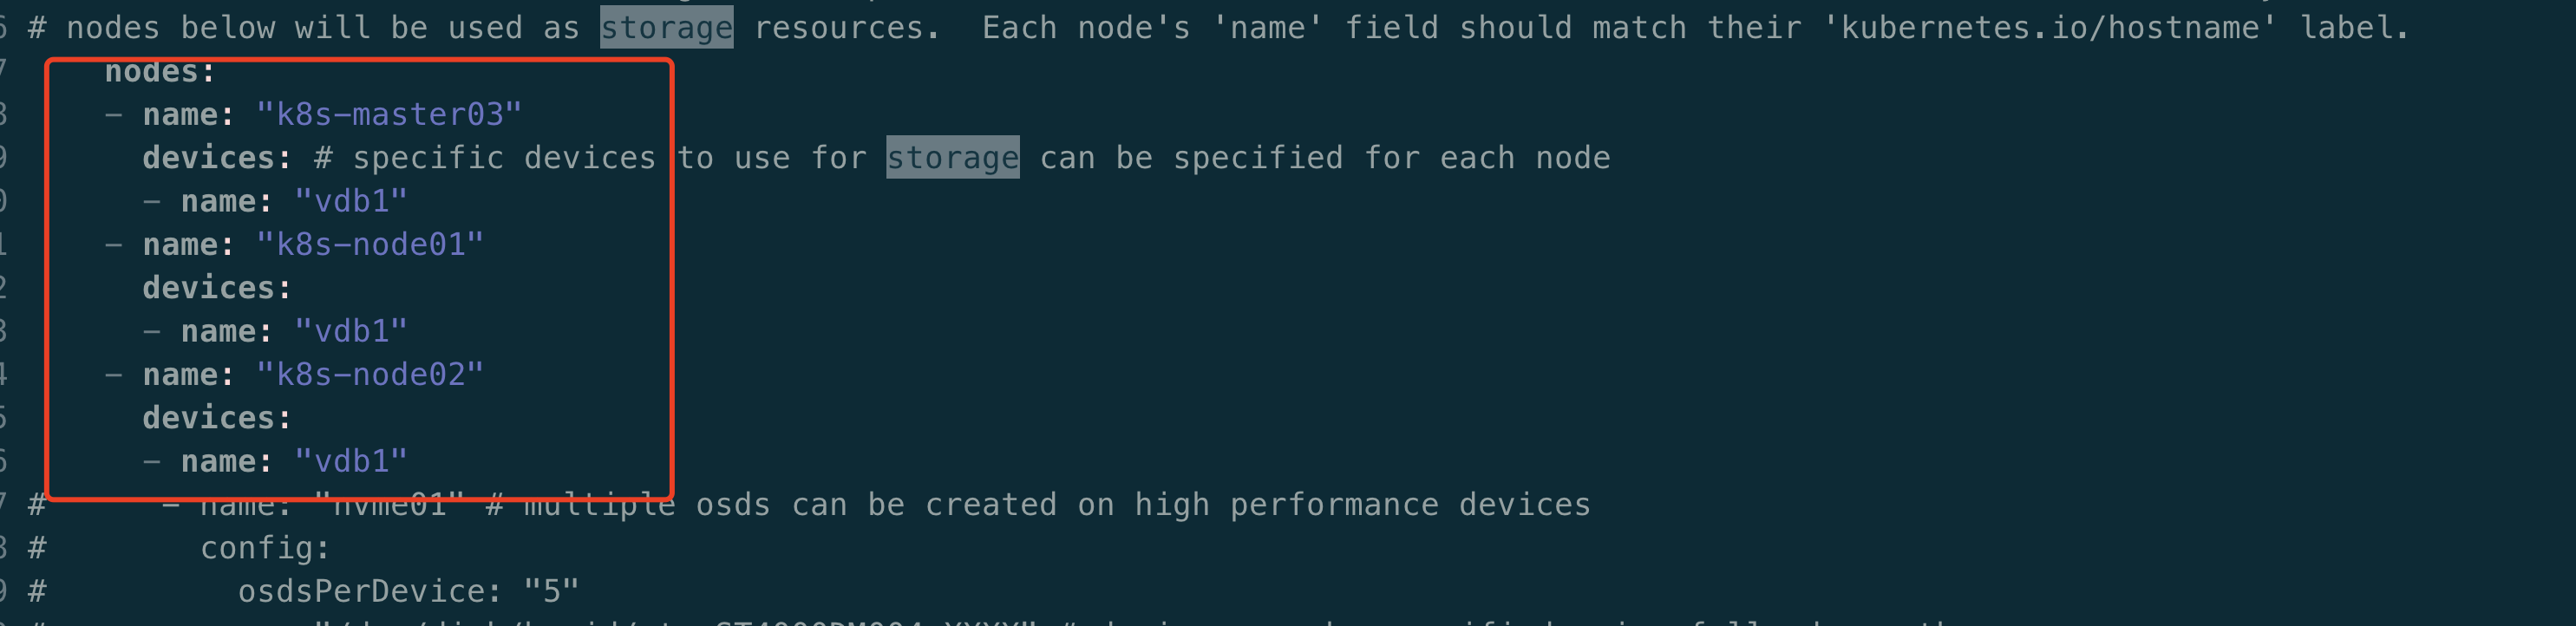 6 # nodes below will be used as storage resources.  Each node's 'name' field should match their 'kubernetes.io/hostname' label.
7     nodes:
8     - name: "k8s-master03"
9       devices: # specific devices to use for storage can be specified for each node
0       - name: "vdb1"
1     - name: "k8s-node01"
2       devices:
3       - name: "vdb1"
4     - name: "k8s-node02"
5       devices:
6       - name: "vdb1"
7 #      - name: "nvme01" # multiple osds can be created on high performance devices
8 #        config:
9 #          osdsPerDevice: "5"